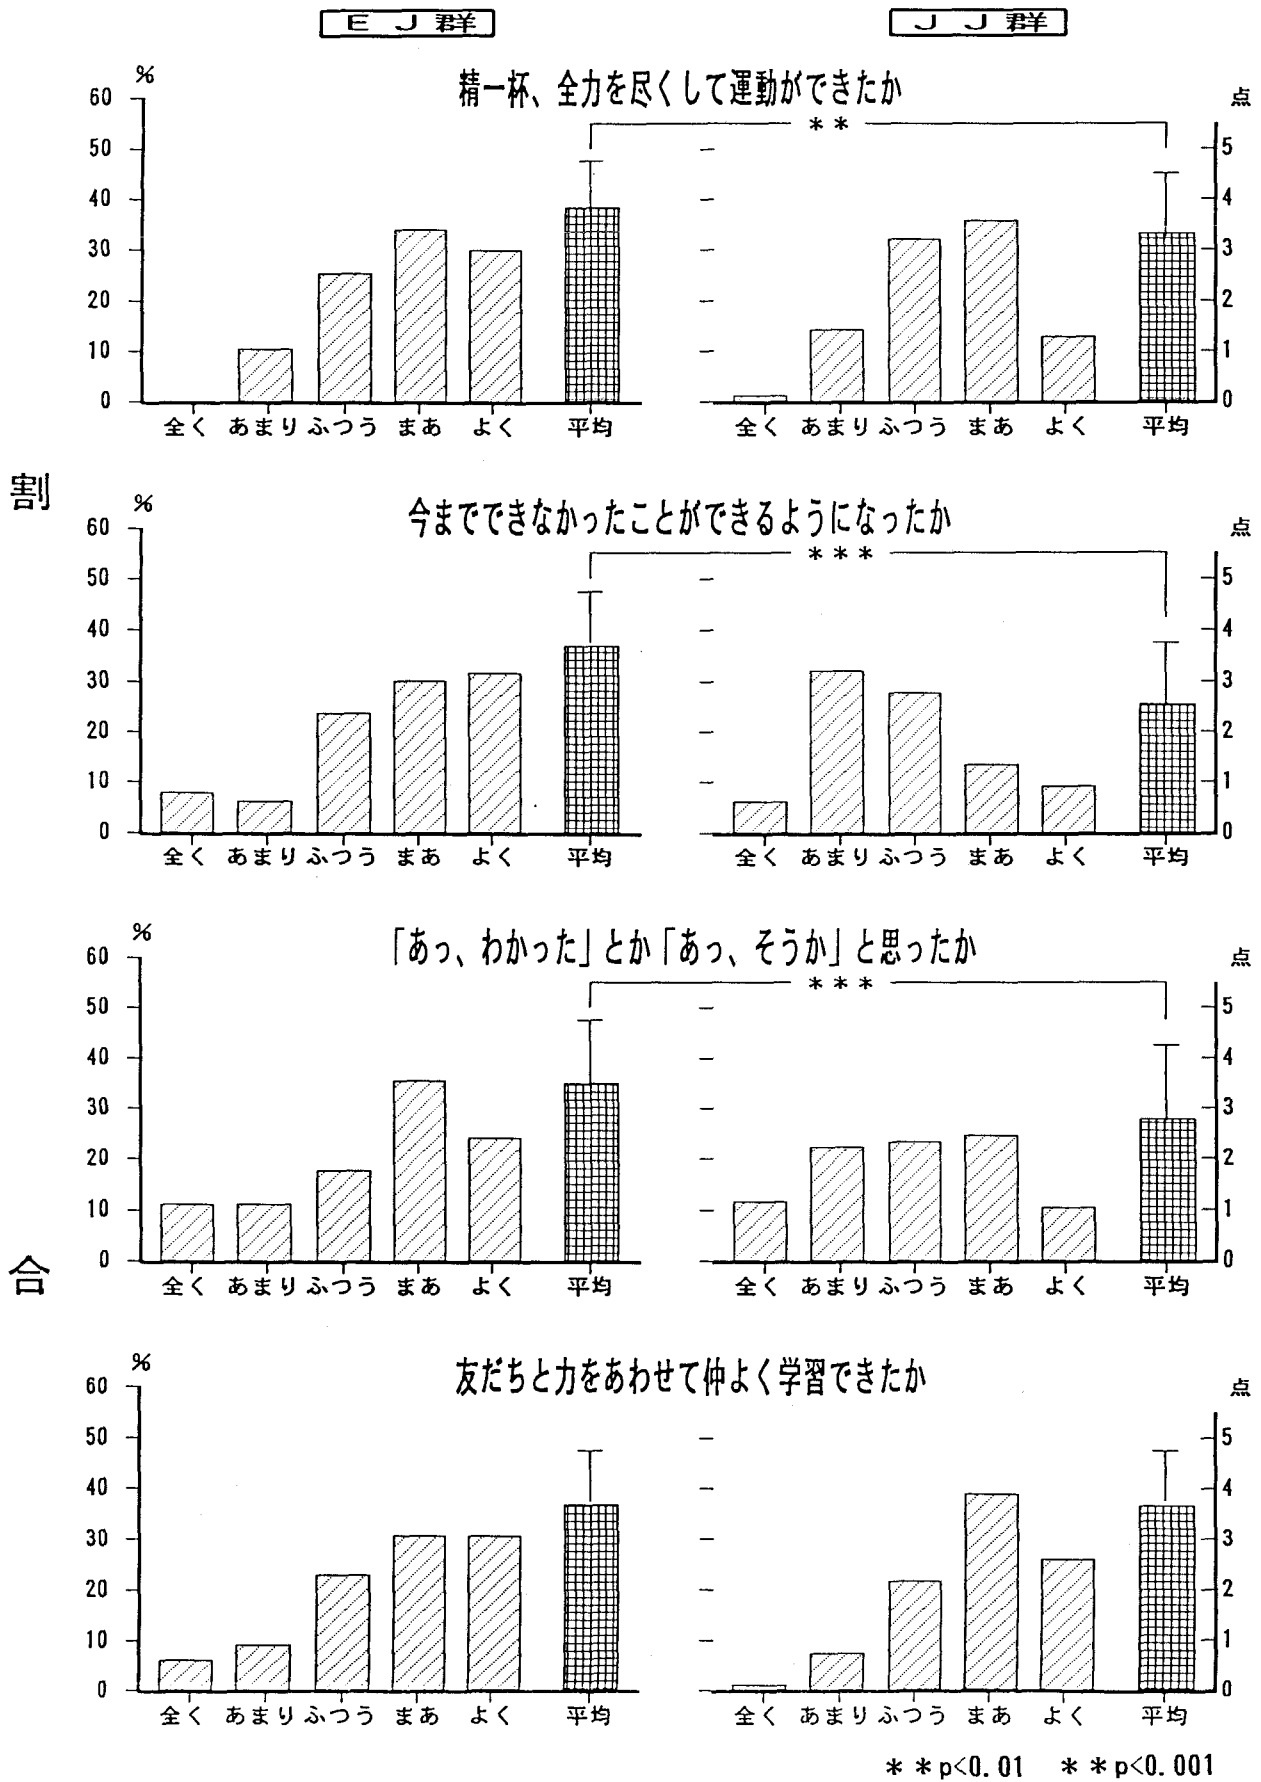 EJ群 JJ群
精一杯、全力を尽くして運動ができたか
% 点
60
50 5
40 4
30 3
20 2
10 1
0 0
**
全く あまり ふつう まあ よく 平均 全く あまり ふつう まあ よく 平均
割
今までできなかったことができるようになったか
% 点
60
50 5
40 4
30 3
20 2
10 1
0 0
***
全く あまり ふつう まあ よく 平均 全く あまり ふつう まあ よく 平均
「あっ、わかった」とか「あっ、そうか」と思ったか
% 点
60
50 5
40 4
30 3
20 2
10 1
0 0
***
合
全く あまり ふつう まあ よく 平均 全く あまり ふつう まあ よく 平均
友だちと力をあわせて仲よく学習できたか
% 点
60
50 5
40 4
30 3
20 2
10 1
0 0
全く あまり ふつう まあ よく 平均 全く あまり ふつう まあ よく 平均
**p<0.01 **p<0.001